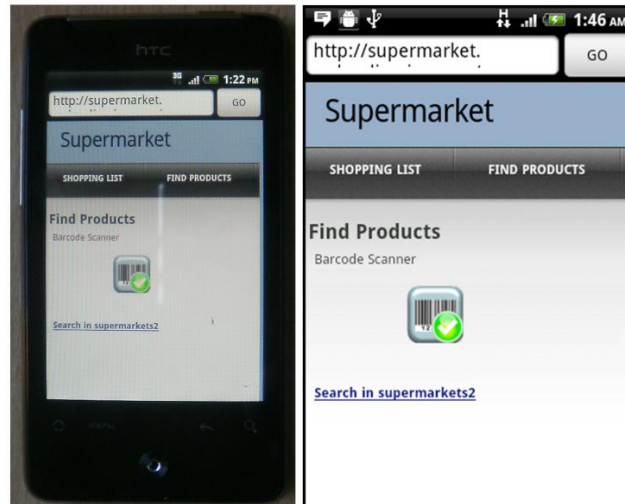 hTC
3G 1:22 PM
http://supermarket.
GO
Supermarket
SHOPPING LIST FIND PRODUCTS
Find Products
Barcode Scanner
Search in supermarkets2
H 1:46 AM
http://supermarket.
GO
Supermarket
SHOPPING LIST FIND PRODUCTS
Find Products
Barcode Scanner
12
Search in supermarkets2